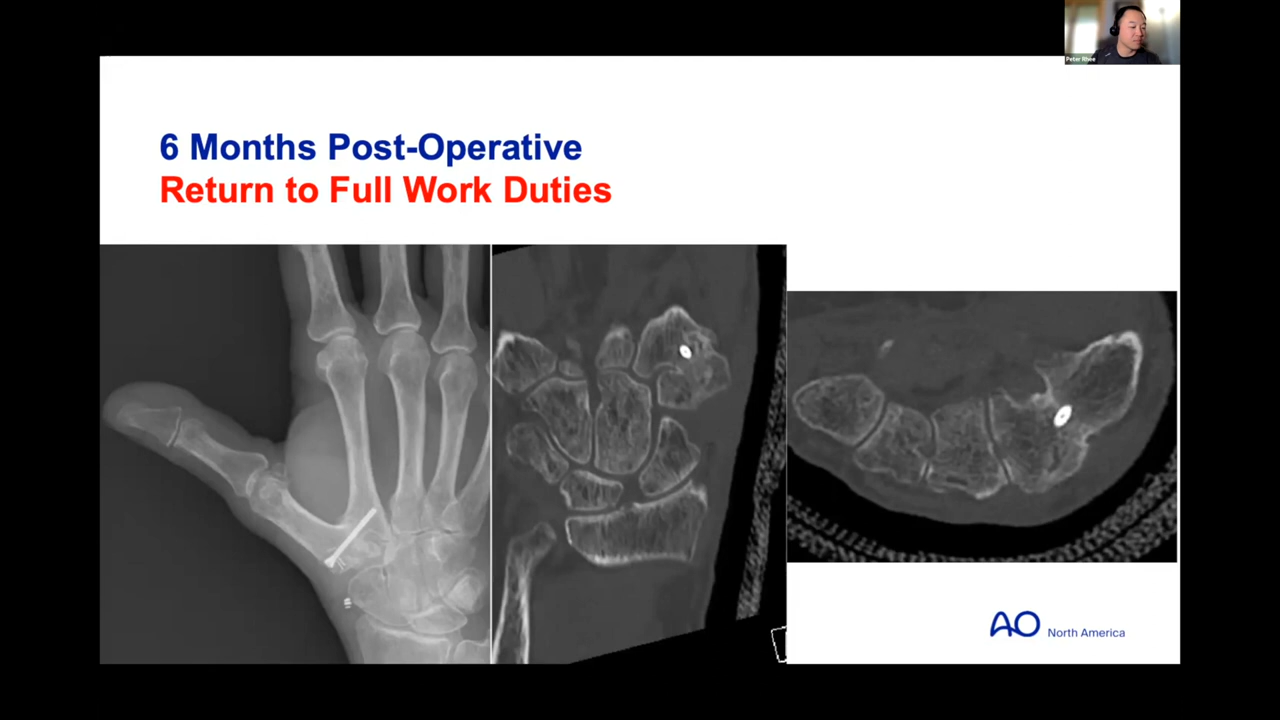 Peter Rhee
6 Months Post-Operative
Return to Full Work Duties
AO North America